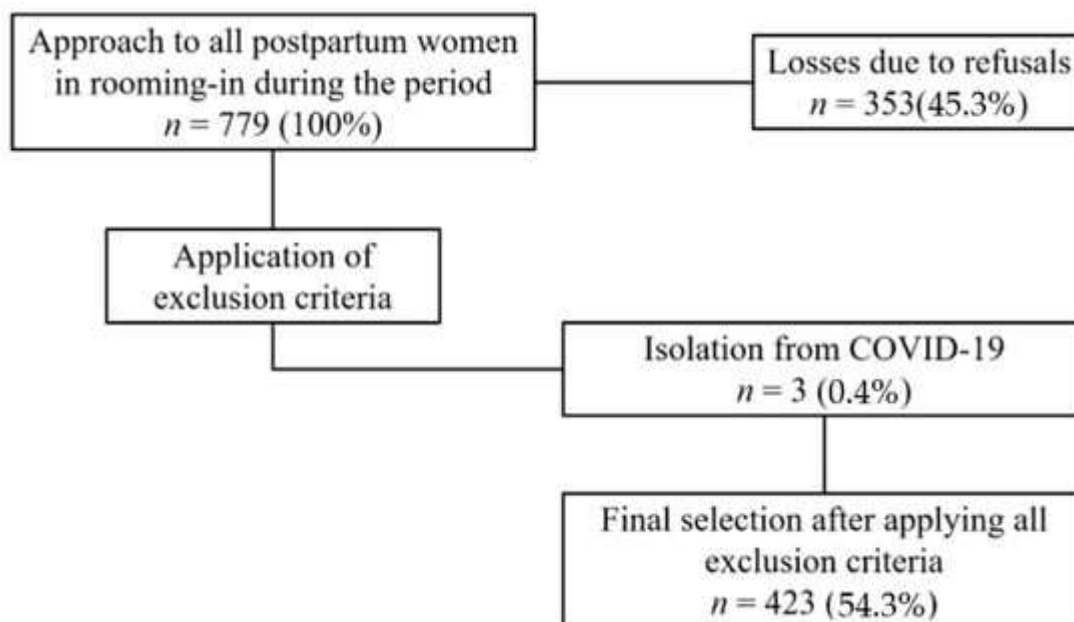 Approach to all postpartum women
in rooming-in during the period
n = 779 (100%)
Losses due to refusals
n = 353(45.3%)
Application of
exclusion criteria
Isolation from COVID-19
n = 3 (0.4%)
Final selection after applying all
exclusion criteria
n = 423 (54.3%)